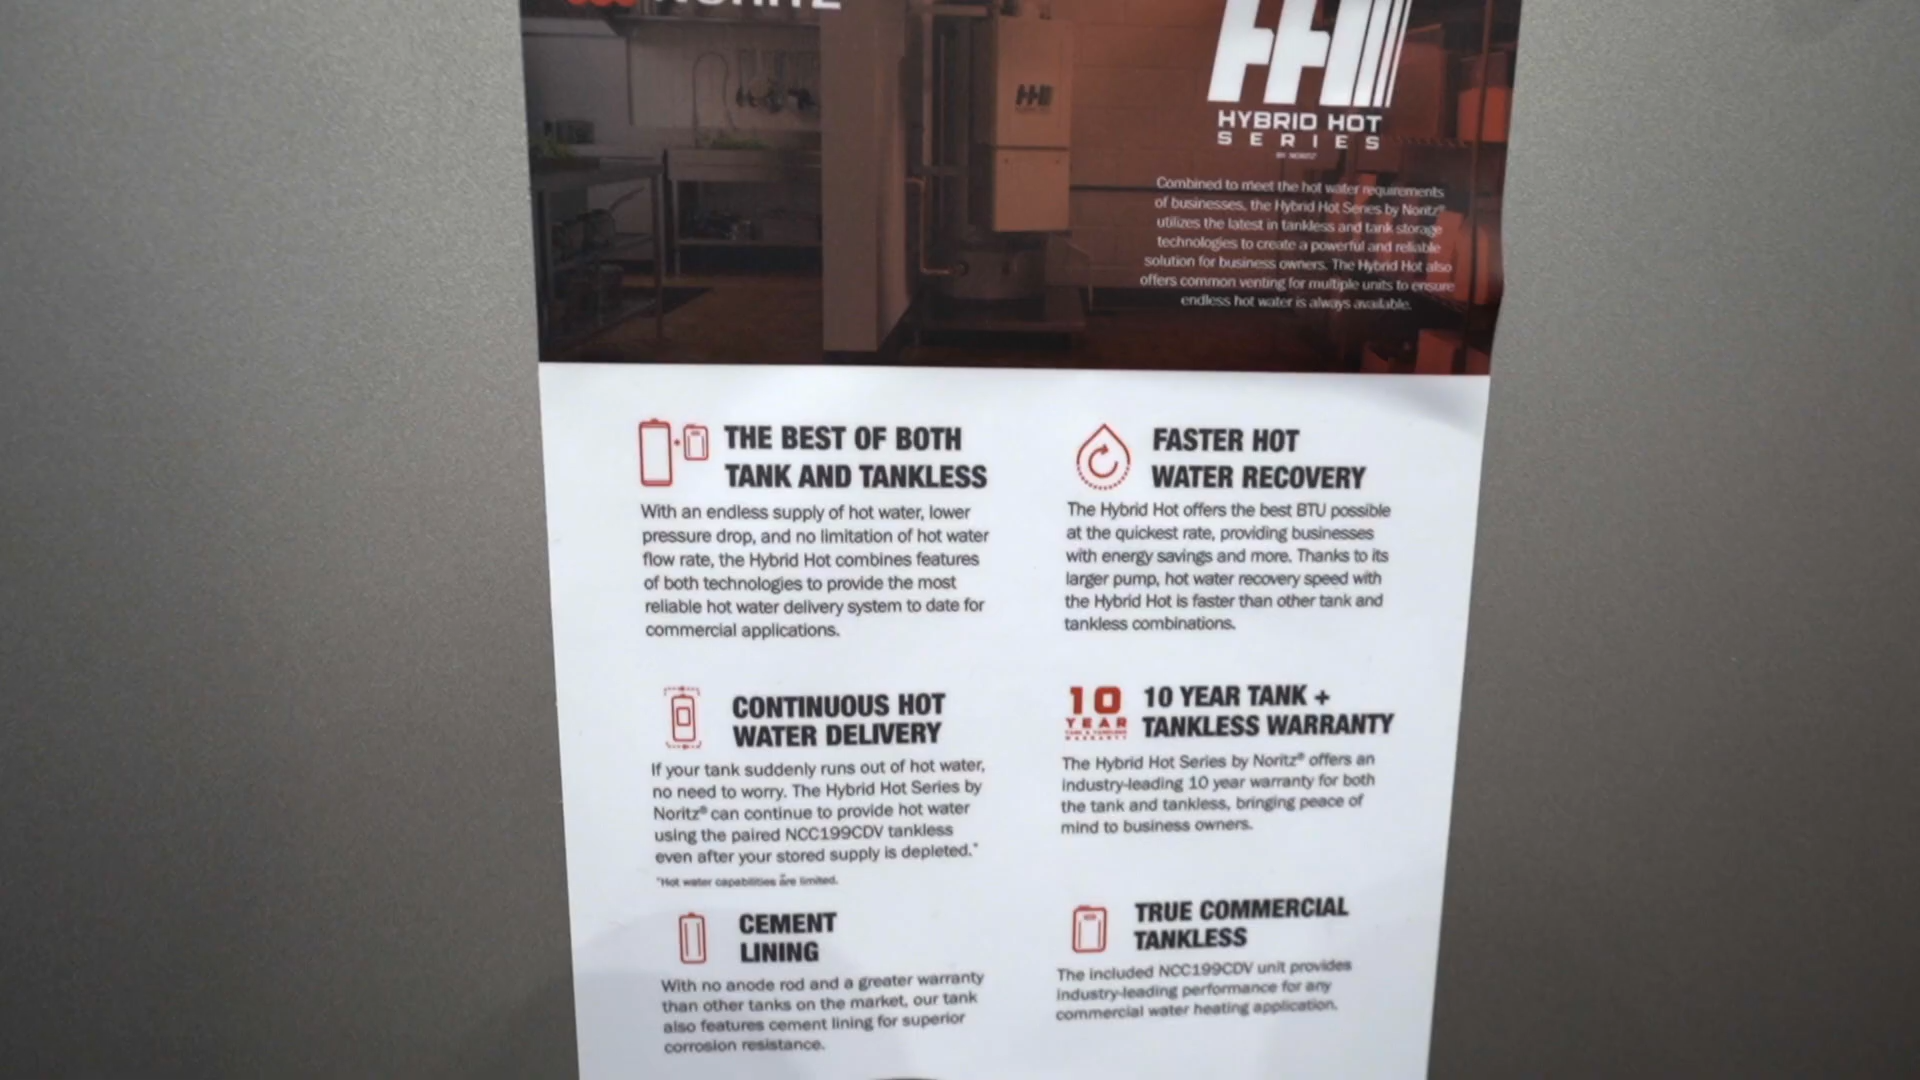 NORITZ
HYBRID HOT
SERIES
BY NORITZ
Combined to meet the hot water requirements
of businesses, the Hybrid Hot Series by Noritz®
utilizes the latest in tankless and tank storage
technologies to create a powerful and reliable
solution for business owners. The Hybrid Hot also
offers common venting for multiple units to ensure
endless hot water is always available.
THE BEST OF BOTH
TANK AND TANKLESS
With an endless supply of hot water, lower
pressure drop, and no limitation of hot water
flow rate, the Hybrid Hot combines features
of both technologies to provide the most
reliable hot water delivery system to date for
commercial applications.
FASTER HOT
WATER RECOVERY
The Hybrid Hot offers the best BTU possible
at the quickest rate, providing businesses
with energy savings and more. Thanks to its
larger pump, hot water recovery speed with
the Hybrid Hot is faster than other tank and
tankless combinations.
CONTINUOUS HOT
WATER DELIVERY
If your tank suddenly runs out of hot water,
no need to worry. The Hybrid Hot Series by
Noritz® can continue to provide hot water
using the paired NCC199CDV tankless
even after your stored supply is depleted.*
*Hot water capabilities are limited.
10
YEAR
TANK & TANKLESS
WARRANTY
10 YEAR TANK +
TANKLESS WARRANTY
The Hybrid Hot Series by Noritz® offers an
industry-leading 10 year warranty for both
the tank and tankless, bringing peace of
mind to business owners.
CEMENT
LINING
With no anode rod and a greater warranty
than other tanks on the market, our tank
also features cement lining for superior
corrosion resistance.
TRUE COMMERCIAL
TANKLESS
The included NCC199CDV unit provides
industry-leading performance for any
commercial water heating application.